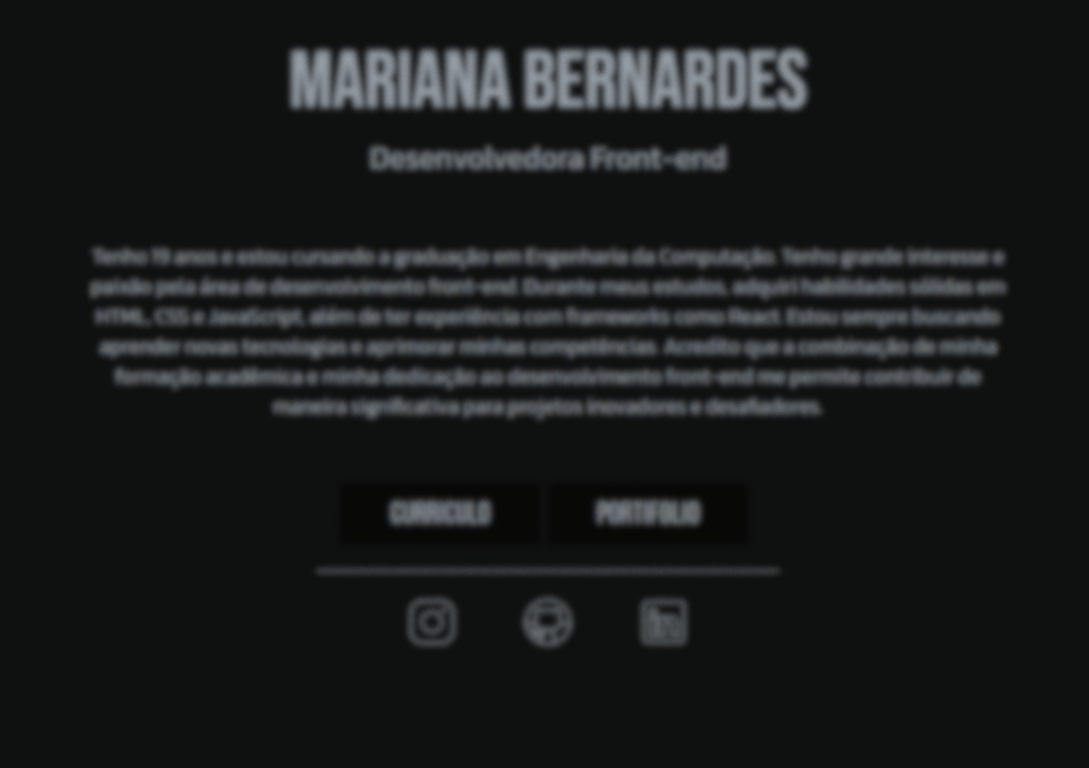 MARIANA BERNARDES
Desenvolvedora Front-end
Tenho 19 anos e estou cursando a graduação em Engenharia da Computação. Tenho grande interesse e
paixão pela área de desenvolvimento front-end. Durante meus estudos, adquiri habilidades sólidas em
HTML, CSS e JavaScript, além de ter experiência com frameworks como React. Estou sempre buscando
aprender novas tecnologias e aprimorar minhas competências. Acredito que a combinação de minha
formação acadêmica e minha dedicação ao desenvolvimento front-end me permite contribuir de
maneira significativa para projetos inovadores e desafiadores.
CURRICULO PORTIFOLIO